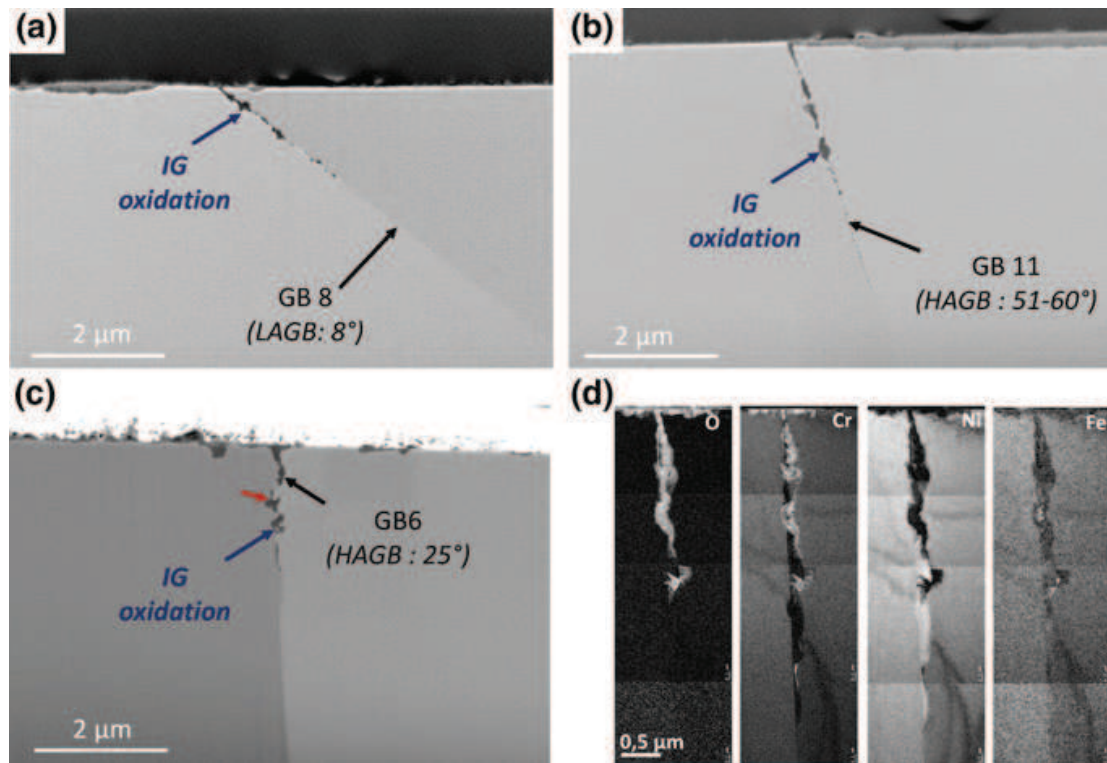 (a)
IG
oxidation
GB 8
(LAGB: 8°)
2 µm
(b)
IG
oxidation
GB 11
(HAGB : 51-60°)
2 µm
(c)
GB6
(HAGB : 25°)
IG
oxidation
2 µm
(d)
O
Cr
Ni
Fe
0,5 µm